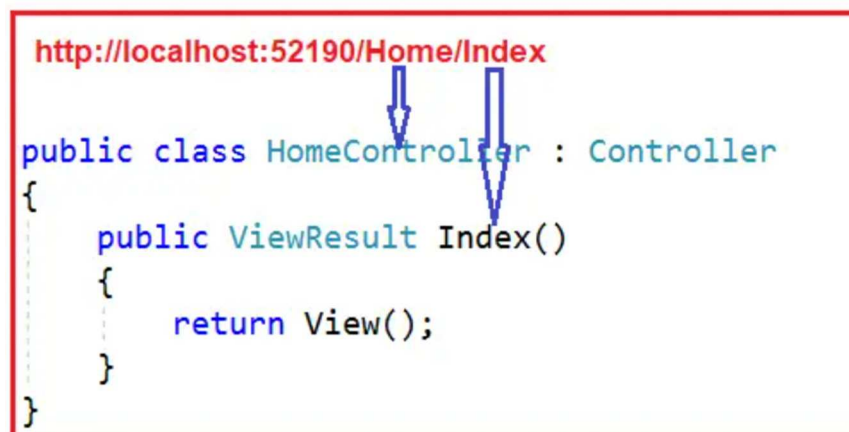 http://localhost:52190/Home/Index
public class HomeController : Controller
{
public ViewResult Index()
{
return View();
}
}